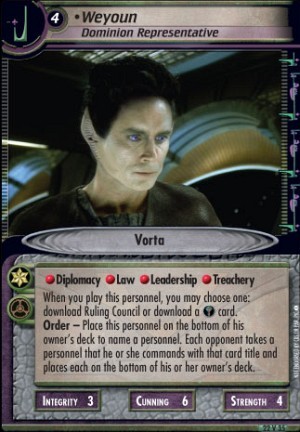 4
•Weyoun
Dominion Representative
Vorta
Diplomacy Law Leadership Treachery
When you play this personnel, you may choose one:
download Ruling Council or download a card.
Order – Place this personnel on the bottom of his
owner's deck to name a personnel. Each opponent takes a
personnel that he or she commands with that card title and
places each on the bottom of his or her owner's deck.
INTEGRITY 3 CUNNING 6 STRENGTH 4